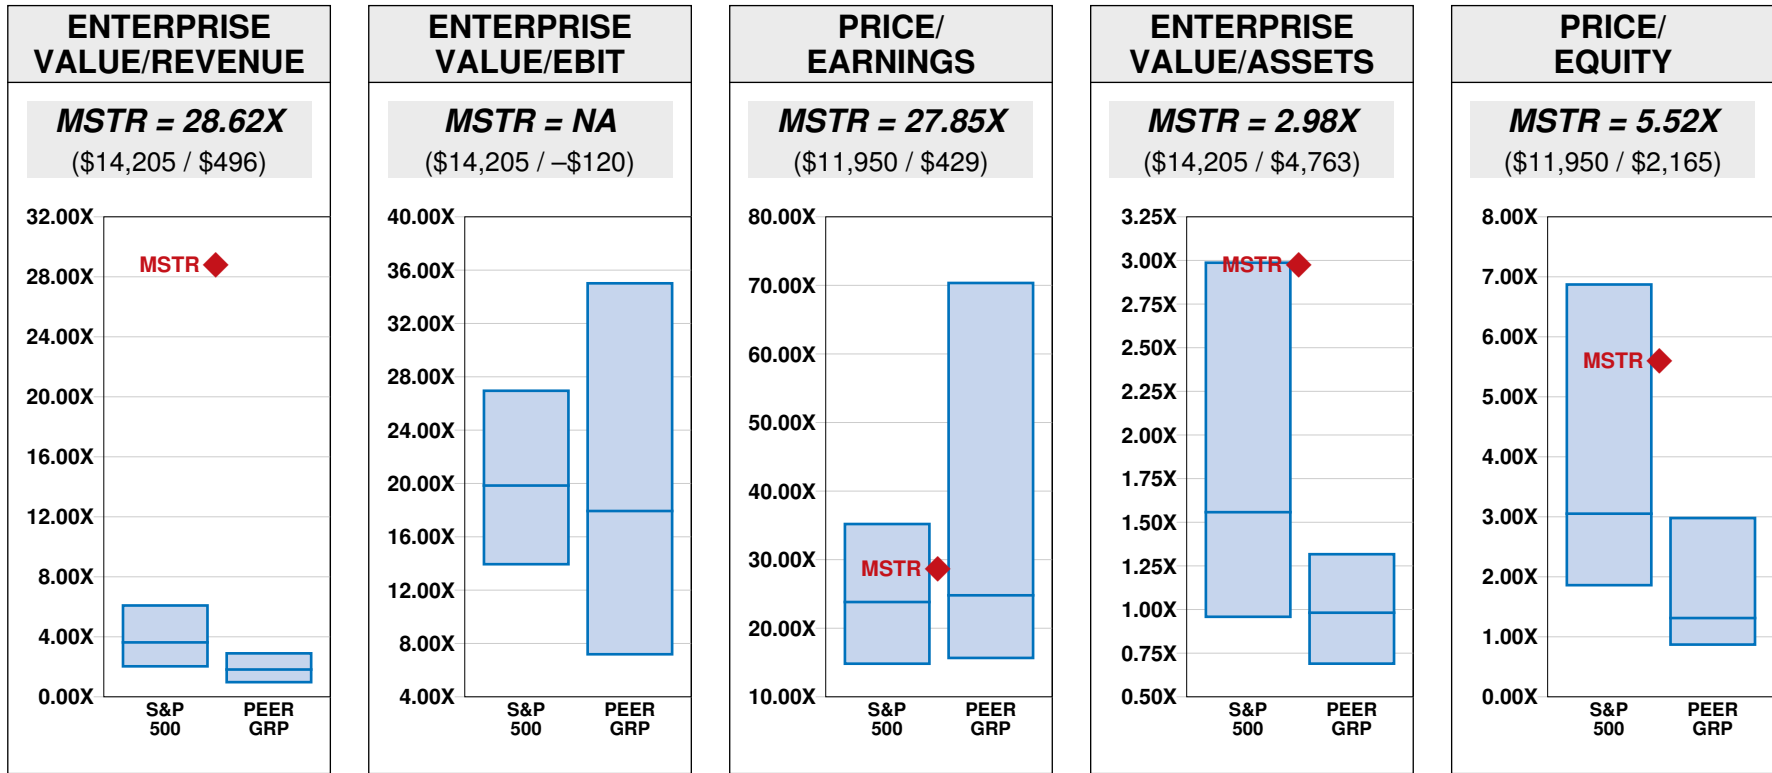 ENTERPRISE
VALUE/REVENUE
MSTR = 28.62X
($14,205 / $496)
32.00X
28.00X
24.00X
20.00X
16.00X
12.00X
8.00X
4.00X
0.00X
MSTR
S&P
500
PEER
GRP
ENTERPRISE
VALUE/EBIT
MSTR = NA
($14,205 / –$120)
40.00X
36.00X
32.00X
28.00X
24.00X
20.00X
16.00X
12.00X
8.00X
4.00X
S&P
500
PEER
GRP
PRICE/
EARNINGS
MSTR = 27.85X
($11,950 / $429)
80.00X
70.00X
60.00X
50.00X
40.00X
30.00X
20.00X
10.00X
MSTR
S&P
500
PEER
GRP
ENTERPRISE
VALUE/ASSETS
MSTR = 2.98X
($14,205 / $4,763)
3.25X
3.00X
2.75X
2.50X
2.25X
2.00X
1.75X
1.50X
1.25X
1.00X
0.75X
0.50X
MSTR
S&P
500
PEER
GRP
PRICE/
EQUITY
MSTR = 5.52X
($11,950 / $2,165)
8.00X
7.00X
6.00X
5.00X
4.00X
3.00X
2.00X
1.00X
0.00X
MSTR
S&P
500
PEER
GRP